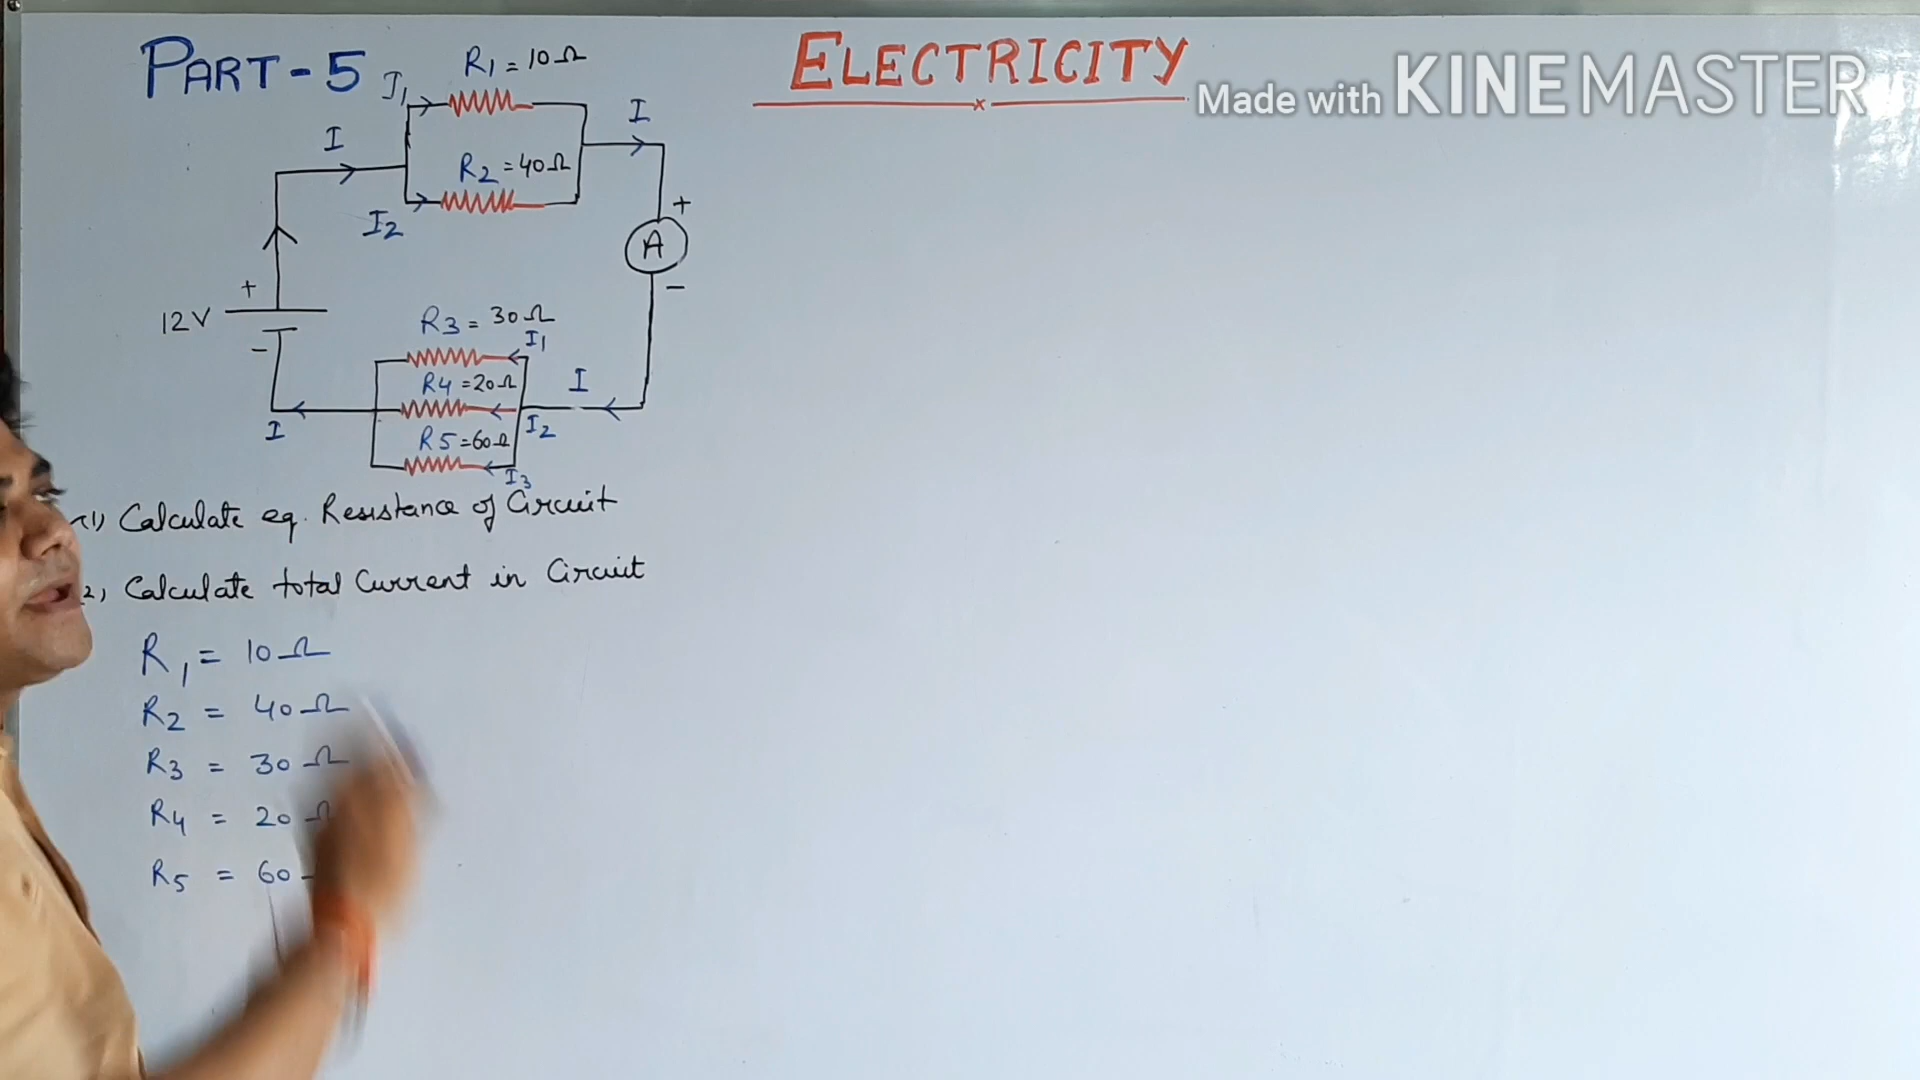 PART-5
ELECTRICITY
Made with KINEMASTER
R1 = 10Ω
I1
I
I
R2 = 40Ω
I2
+
A
-
+
12V
-
R3 = 30Ω
I1
R4 = 20Ω
I
I2
R5 = 60Ω
I
I3
(1) Calculate eq. Resistance of Circuit
2) Calculate total Current in Circuit
R1 = 10Ω
R2 = 40Ω
R3 = 30Ω
R4 = 20Ω
R5 = 60